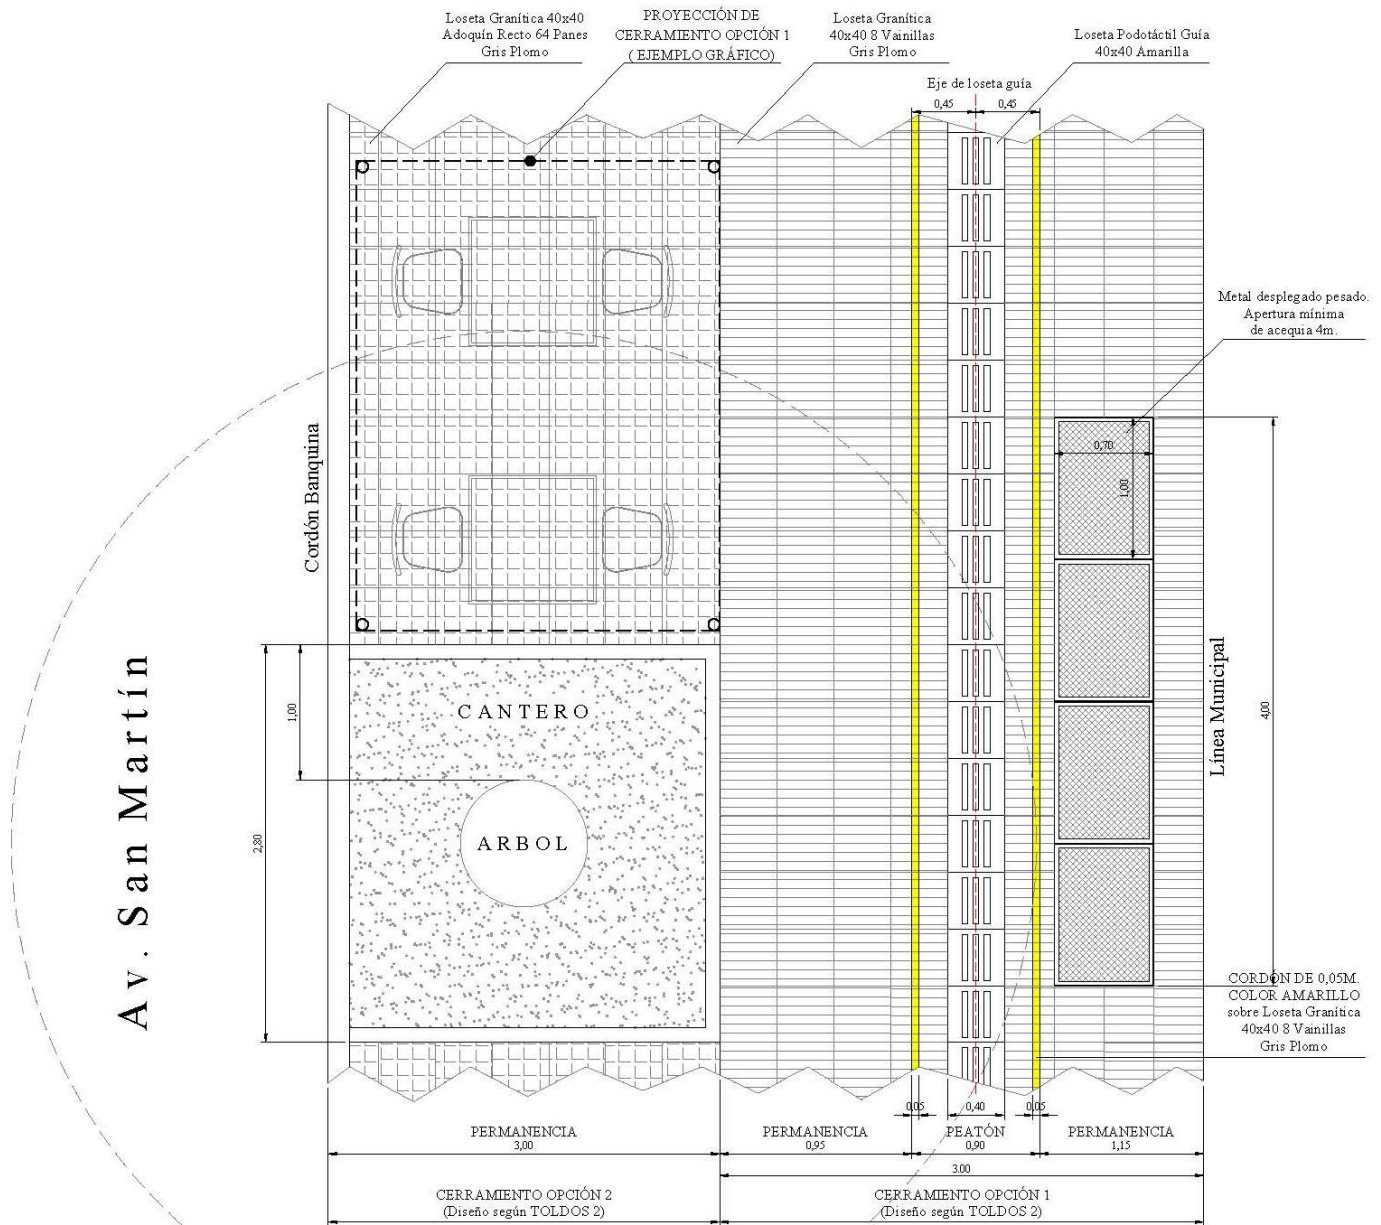 Loseta Granítica 40x40
Adoquín Recto 64 Panes
Gris Plomo
PROYECCIÓN DE
CERRAMIENTO OPCIÓN 1
( EJEMPLO GRÁFICO)
Loseta Granítica
40x40 8 Vainillas
Gris Plomo
Loseta Podotáctil Guía
40x40 Amarilla
Eje de loseta guía
0,45
0,45
Metal desplegado pesado.
Apertura mínima
de acequia 4m.
0,70
1,00
Cordón Banquina
Av. San Martín
CANTERO
ARBOL
1,00
2,80
Línea Municipal
4,00
CORDÓN DE 0,05M.
COLOR AMARILLO
sobre Loseta Granítica
40x40 8 Vainillas
Gris Plomo
0,05
0,40
0,05
PERMANENCIA
3,00
PERMANENCIA
0,95
PEATÓN
0,90
PERMANENCIA
1,15
3.00
CERRAMIENTO OPCIÓN 2
(Diseño según TOLDOS 2)
CERRAMIENTO OPCIÓN 1
(Diseño según TOLDOS 2)